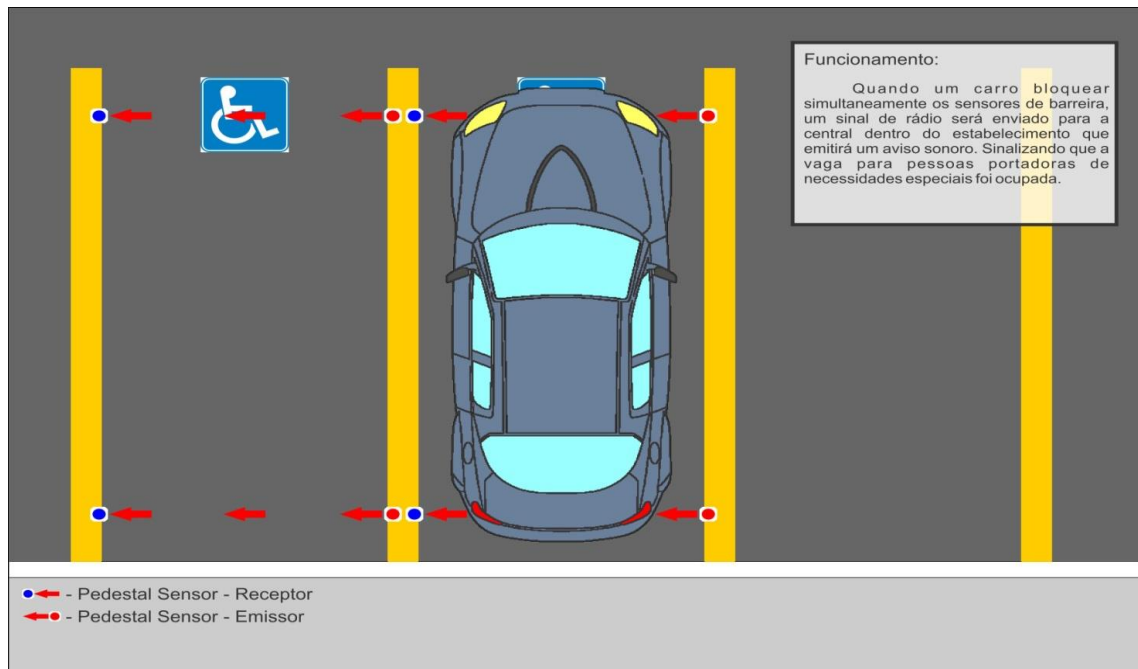 Funcionamento:
Quando um carro bloquear
simultaneamente os sensores de barreira,
um sinal de rádio será enviado para a
central dentro do estabelecimento que
emitirá um aviso sonoro. Sinalizando que a
vaga para pessoas portadoras de
necessidades especiais foi ocupada.
- Pedestal Sensor - Receptor
- Pedestal Sensor - Emissor